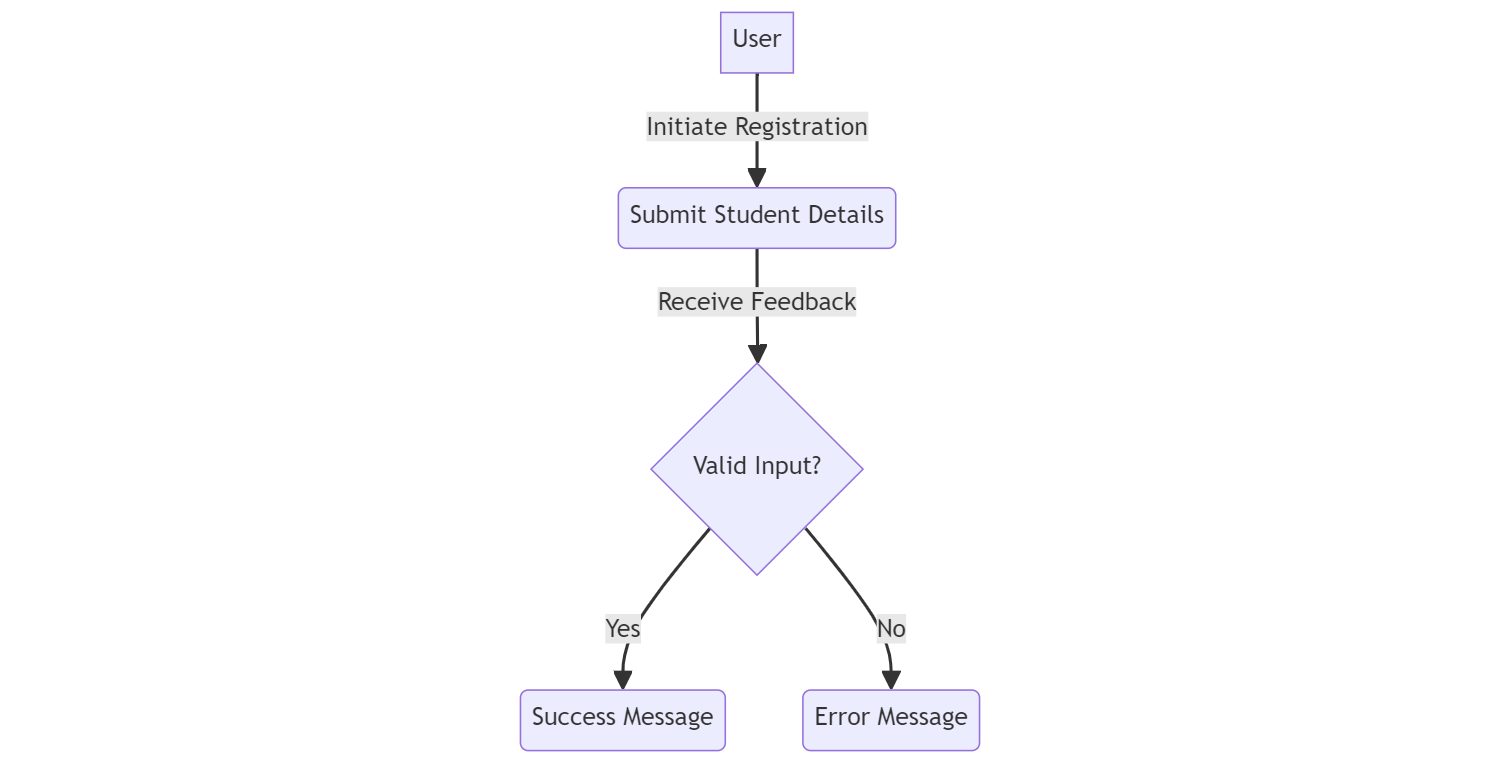 User
Initiate Registration
Submit Student Details
Receive Feedback
Valid Input?
Yes
No
Success Message
Error Message